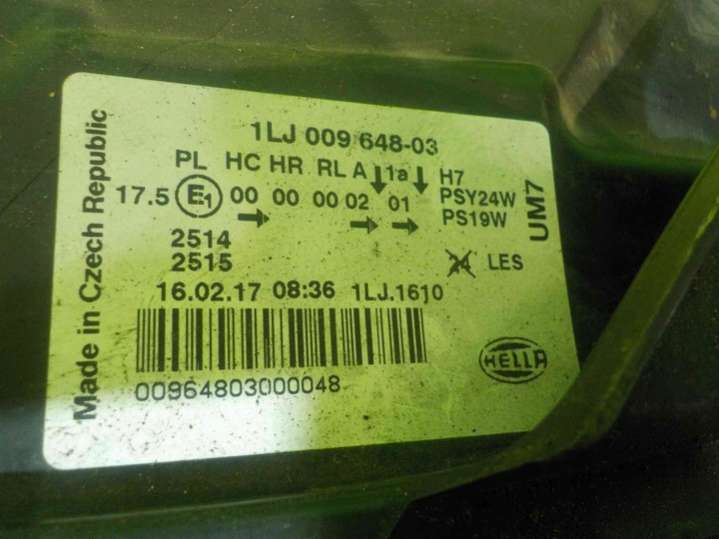 Made in Czech Republic
1LJ 009 648-03
PL HC HR RL A 1a H7
17.5 E1 00 00 00 02 01 PSY24W
PS19W
UM7
2514
2515 LES
16.02.17 08:36 1LJ.1610
HELLA
00964803000048